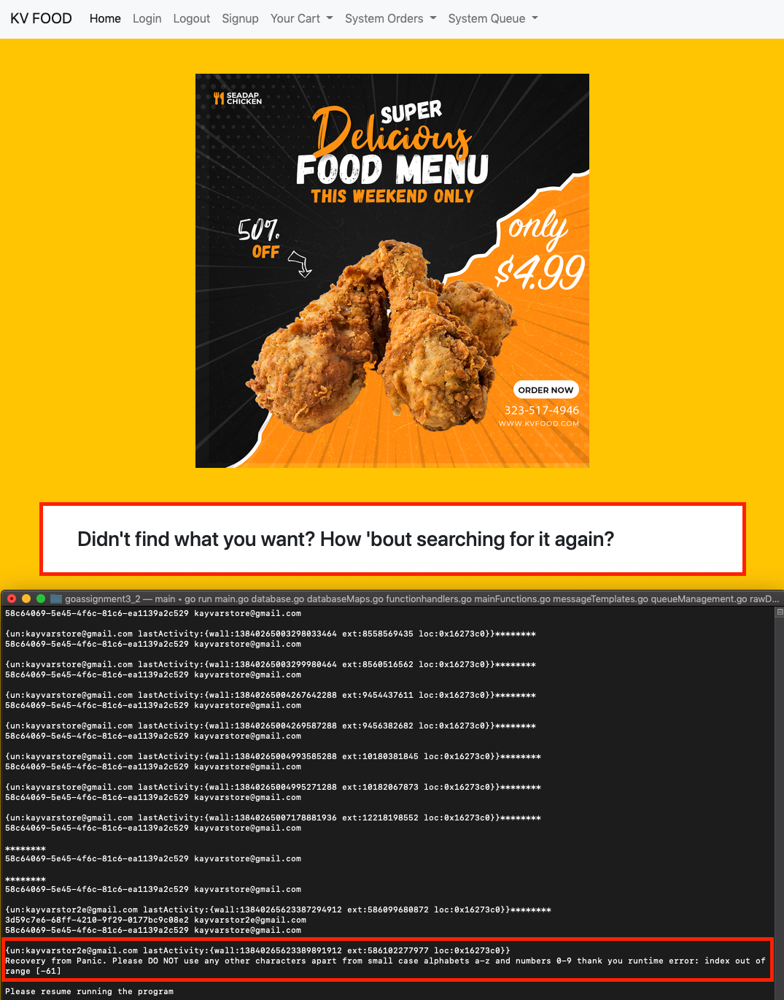 KV FOOD Home Login Logout Signup Your Cart System Orders System Queue
SEADAP
CHICKEN
SUPER
Delicious
FOOD MENU
THIS WEEKEND ONLY
50%
OFF
only
$4.99
ORDER NOW
323-517-4946
WWW.KVFOOD.COM
Didn't find what you want? How 'bout searching for it again?
goassignment3_2 — main ◂ go run main.go database.go databaseMaps.go functionhandlers.go mainFunctions.go messageTemplates.go queueManagement.go rawD...
58c64069-5e45-4f6c-81c6-ea1139a2c529 kayvarstore@gmail.com
{un:kayvarstore@gmail.com lastActivity:{wall:13840265003298033464 ext:8558569435 loc:0x16273c0}}********
58c64069-5e45-4f6c-81c6-ea1139a2c529 kayvarstore@gmail.com
{un:kayvarstore@gmail.com lastActivity:{wall:13840265003299980464 ext:8560516562 loc:0x16273c0}}********
58c64069-5e45-4f6c-81c6-ea1139a2c529 kayvarstore@gmail.com
{un:kayvarstore@gmail.com lastActivity:{wall:13840265004267642288 ext:9454437611 loc:0x16273c0}}********
58c64069-5e45-4f6c-81c6-ea1139a2c529 kayvarstore@gmail.com
{un:kayvarstore@gmail.com lastActivity:{wall:13840265004269587288 ext:9456382682 loc:0x16273c0}}********
58c64069-5e45-4f6c-81c6-ea1139a2c529 kayvarstore@gmail.com
{un:kayvarstore@gmail.com lastActivity:{wall:13840265004993585288 ext:10180381845 loc:0x16273c0}}********
58c64069-5e45-4f6c-81c6-ea1139a2c529 kayvarstore@gmail.com
{un:kayvarstore@gmail.com lastActivity:{wall:13840265004995271288 ext:10182067873 loc:0x16273c0}}********
58c64069-5e45-4f6c-81c6-ea1139a2c529 kayvarstore@gmail.com
{un:kayvarstore@gmail.com lastActivity:{wall:13840265007178881936 ext:12218198552 loc:0x16273c0}}********
58c64069-5e45-4f6c-81c6-ea1139a2c529 kayvarstore@gmail.com
********
58c64069-5e45-4f6c-81c6-ea1139a2c529 kayvarstore@gmail.com
********
58c64069-5e45-4f6c-81c6-ea1139a2c529 kayvarstore@gmail.com
{un:kayvarstor2e@gmail.com lastActivity:{wall:13840265623387294912 ext:586099680872 loc:0x16273c0}}********
3d59c7e6-68ff-4210-9f29-0177bc9c08e2 kayvarstor2e@gmail.com
58c64069-5e45-4f6c-81c6-ea1139a2c529 kayvarstore@gmail.com
{un:kayvarstor2e@gmail.com lastActivity:{wall:13840265623389891912 ext:586102277977 loc:0x16273c0}}
Recovery from Panic. Please DO NOT use any other characters apart from small case alphabets a-z and numbers 0-9 thank you runtime error: index out of
range [-61]
Please resume running the program